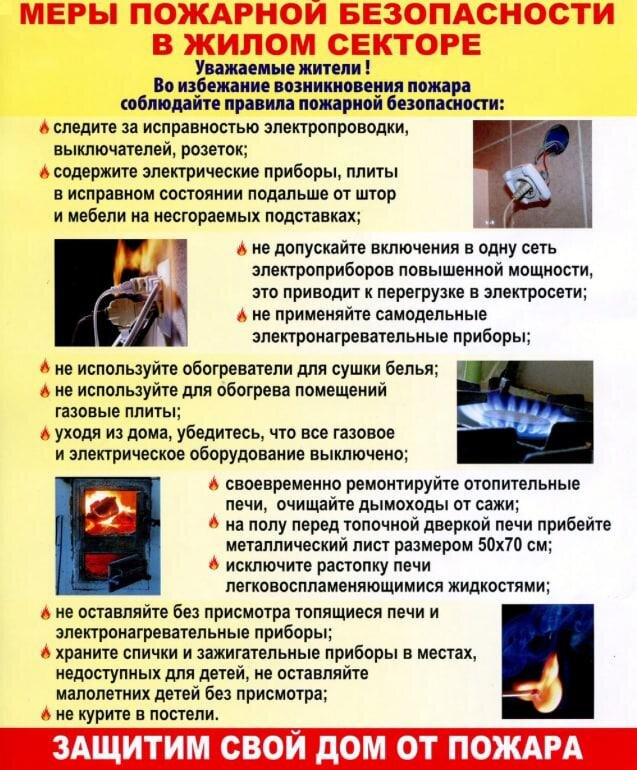 МЕРЫ ПОЖАРНОЙ БЕЗОПАСНОСТИ
В ЖИЛОМ СЕКТОРЕ
Уважаемые жители !
Во избежание возникновения пожара
соблюдайте правила пожарной безопасности:
следите за исправностью электропроводки,
выключателей, розеток;
содержите электрические приборы, плиты
в исправном состоянии подальше от штор
и мебели на несгораемых подставках;
не допускайте включения в одну сеть
электроприборов повышенной мощности,
это приводит к перегрузке в электросети;
не применяйте самодельные
электронагревательные приборы;
не используйте обогреватели для сушки белья;
не используйте для обогрева помещений
газовые плиты;
уходя из дома, убедитесь, что все газовое
и электрическое оборудование выключено;
своевременно ремонтируйте отопительные
печи, очищайте дымоходы от сажи;
на полу перед топочной дверкой печи прибейте
металлический лист размером 50х70 см;
исключите растопку печи
легковоспламеняющимися жидкостями;
не оставляйте без присмотра топящиеся печи и
электронагревательные приборы;
храните спички и зажигательные приборы в местах,
недоступных для детей, не оставляйте
малолетних детей без присмотра;
не курите в постели.
ЗАЩИТИМ СВОЙ ДОМ ОТ ПОЖАРА